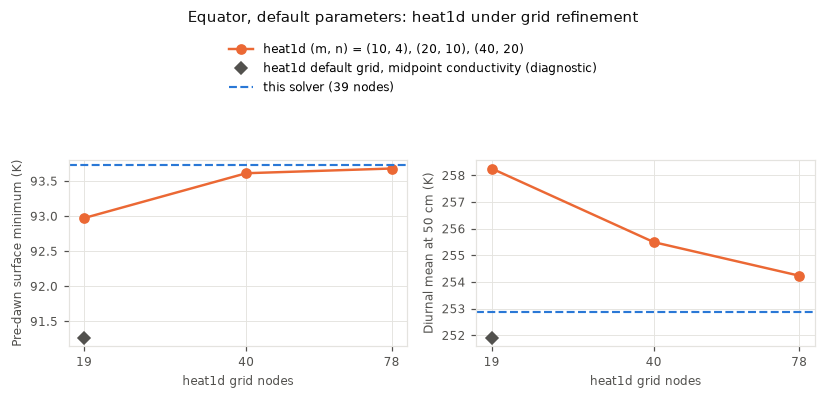 Equator, default parameters: heat1d under grid refinement
heat1d (m, n) = (10, 4), (20, 10), (40, 20)
heat1d default grid, midpoint conductivity (diagnostic)
this solver (39 nodes)
Pre-dawn surface minimum (K)
93.5
93.0
92.5
92.0
91.5
19
40
78
heat1d grid nodes
Diurnal mean at 50 cm (K)
258
257
256
255
254
253
252
19
40
78
heat1d grid nodes